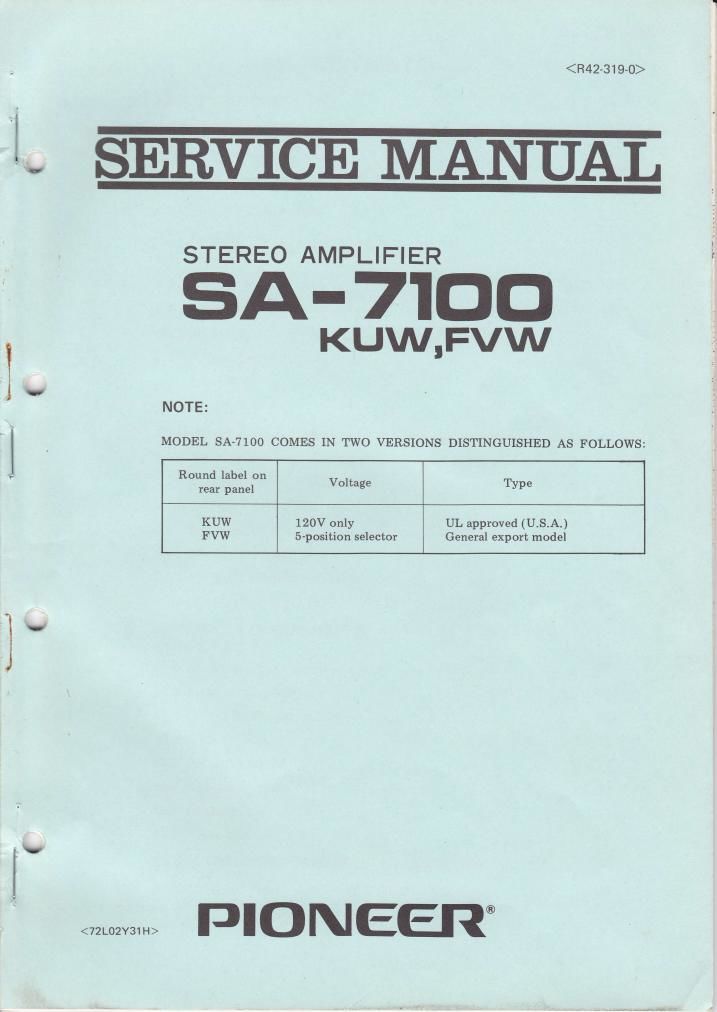 <R42-319-0>
SERVICE MANUAL
STEREO AMPLIFIER
SA-7100
KUW,FVW
NOTE:
MODEL SA-7100 COMES IN TWO VERSIONS DISTINGUISHED AS FOLLOWS:
Round label on
rear panel
Voltage
Type
KUW 120V only UL approved (U.S.A.)
FVW 5-position selector General export model
<72L02Y31H>
PIONEER®